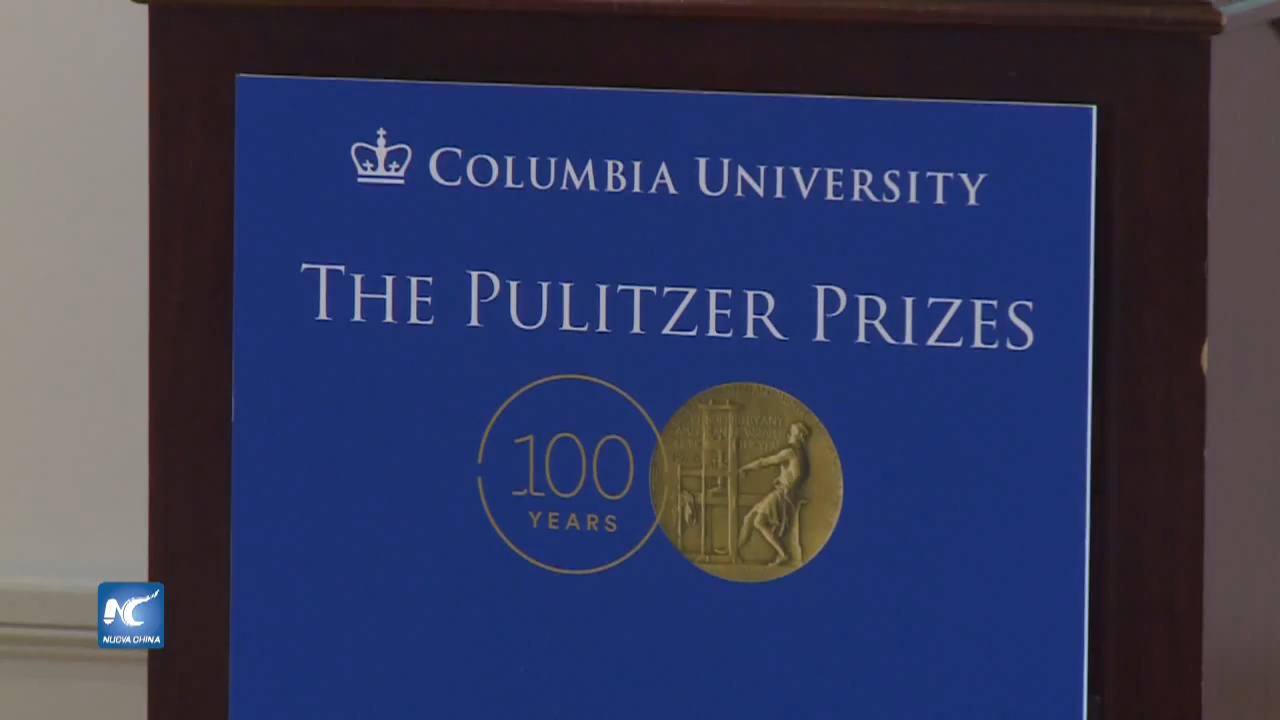 COLUMBIA UNIVERSITY
THE PULITZER PRIZES
100
YEARS
NC
NUOVA CHINA